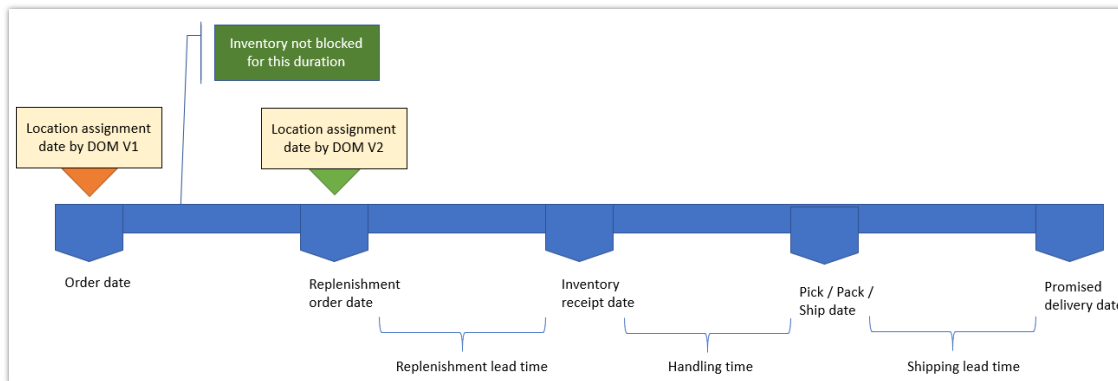 Inventory not blocked
for this duration
Location assignment
date by DOM V1
Location assignment
date by DOM V2
Order date
Replenishment
order date
Inventory
receipt date
Pick / Pack /
Ship date
Promised
delivery date
Replenishment lead time
Handling time
Shipping lead time